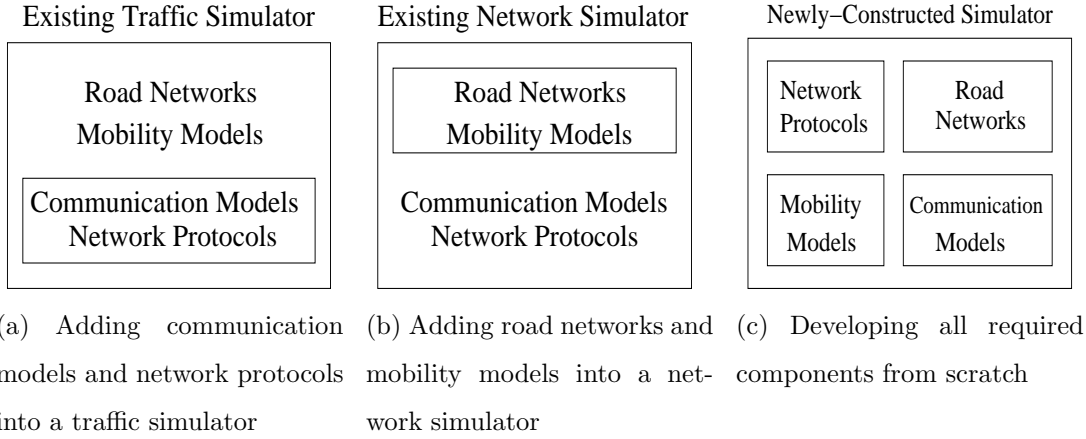 Existing Traffic Simulator
Road Networks
Mobility Models
Communication Models
Network Protocols
(a) Adding communication
models and network protocols
into a traffic simulator
Existing Network Simulator
Road Networks
Mobility Models
Communication Models
Network Protocols
(b) Adding road networks and
mobility models into a net-
work simulator
Newly-Constructed Simulator
Network
Protocols
Road
Networks
Mobility
Models
Communication
Models
(c) Developing all required
components from scratch